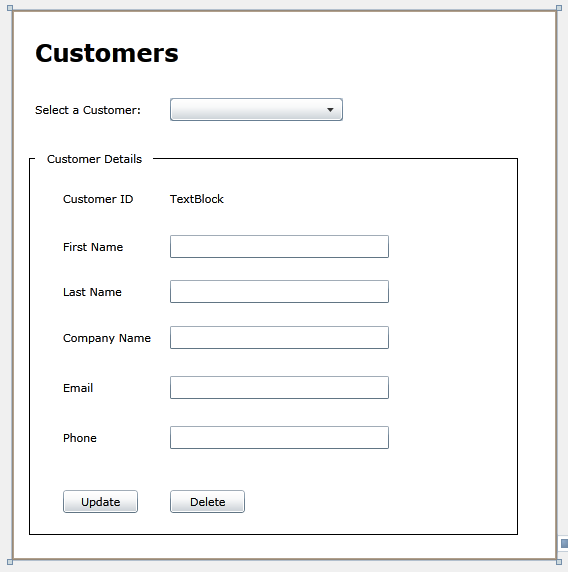 Customers
Select a Customer:
Customer Details
Customer ID TextBlock
First Name
Last Name
Company Name
Email
Phone
Update Delete